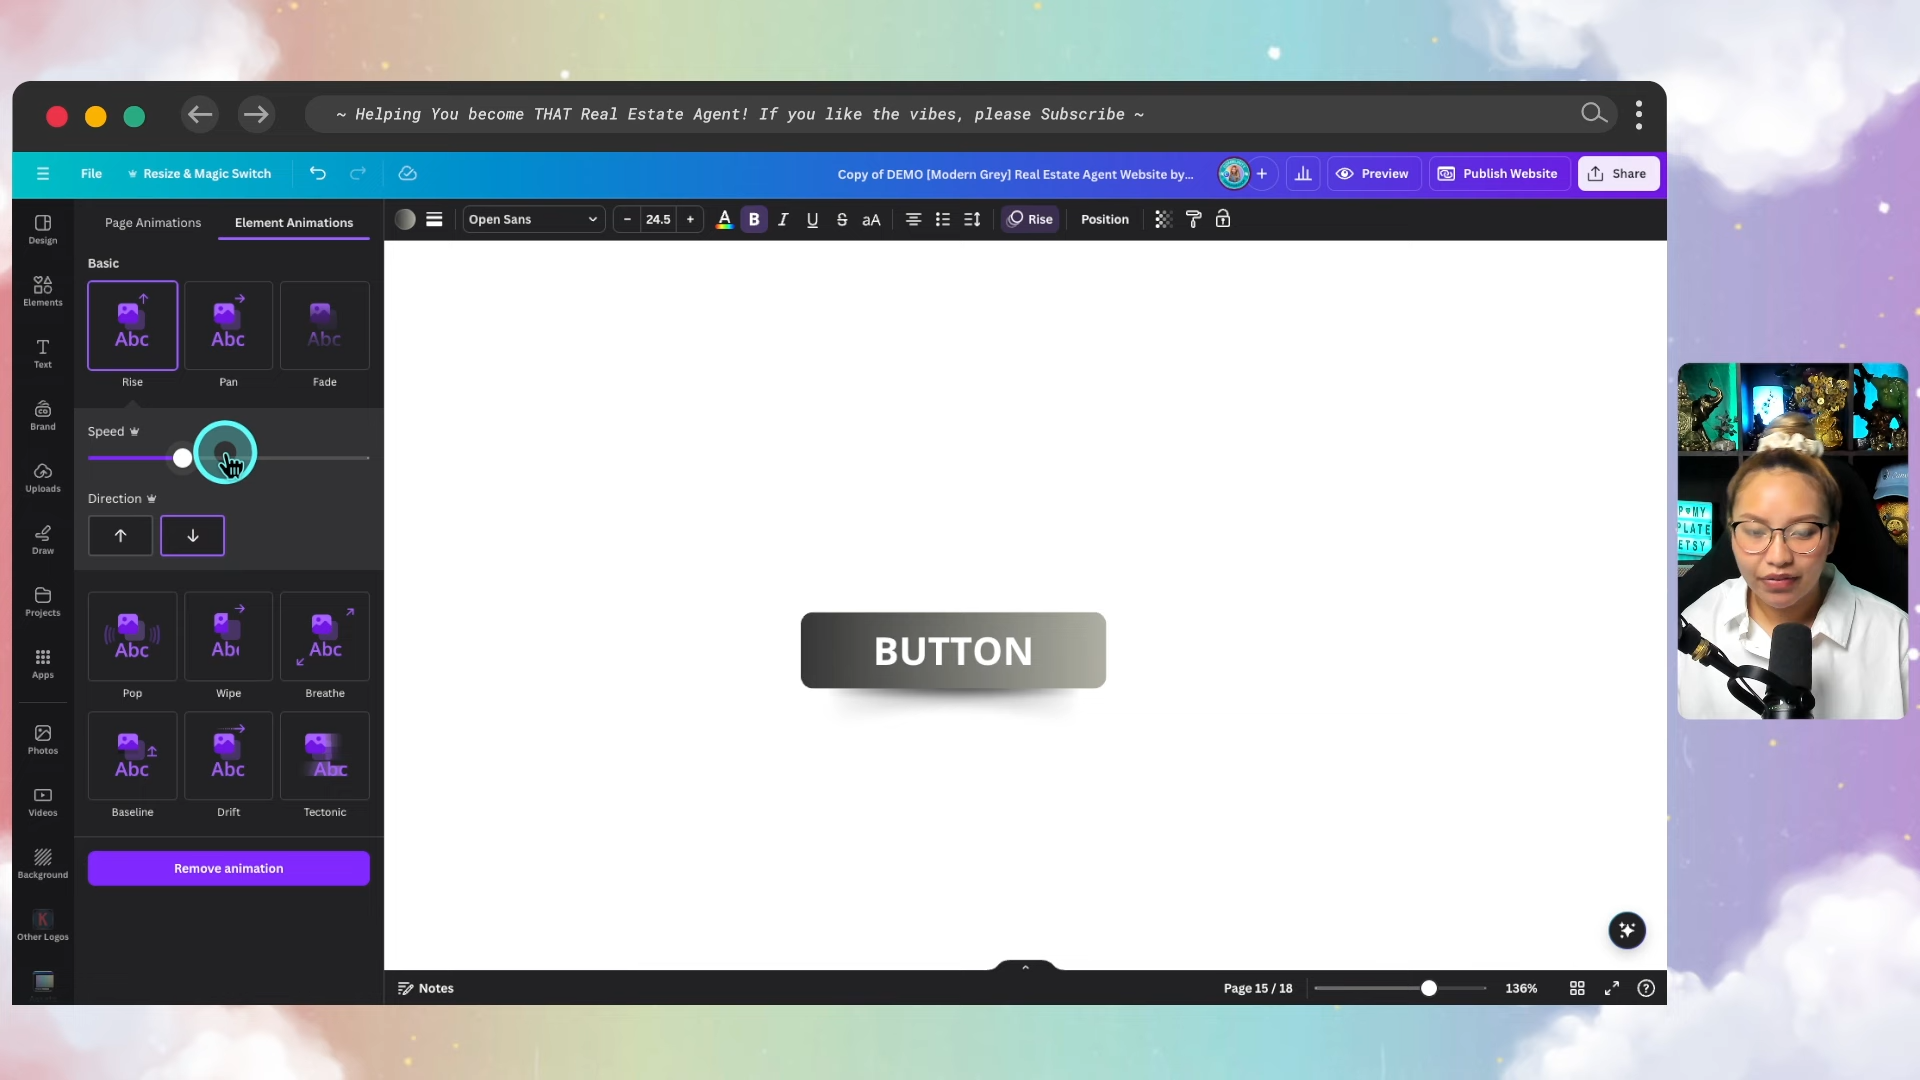 ~ Helping You become THAT Real Estate Agent! If you like the vibes, please Subscribe ~
File
Resize & Magic Switch
Copy of DEMO [Modern Grey] Real Estate Agent Website by...
Preview
Publish Website
Share
Page Animations
Element Animations
Open Sans
24.5
A
B
I
U
S
aA
Rise
Position
Design
Elements
Text
Brand
Uploads
Draw
Projects
Apps
Photos
Videos
Background
K
Other Logos
Basic
Abc
Abc
Abc
Rise
Pan
Fade
Speed
Direction
Abc
Abc
Abc
Pop
Wipe
Breathe
Abc
Abc
Abc
Baseline
Drift
Tectonic
Remove animation
BUTTON
Notes
Page 15 / 18
136%
MY
PLATE
ETSY